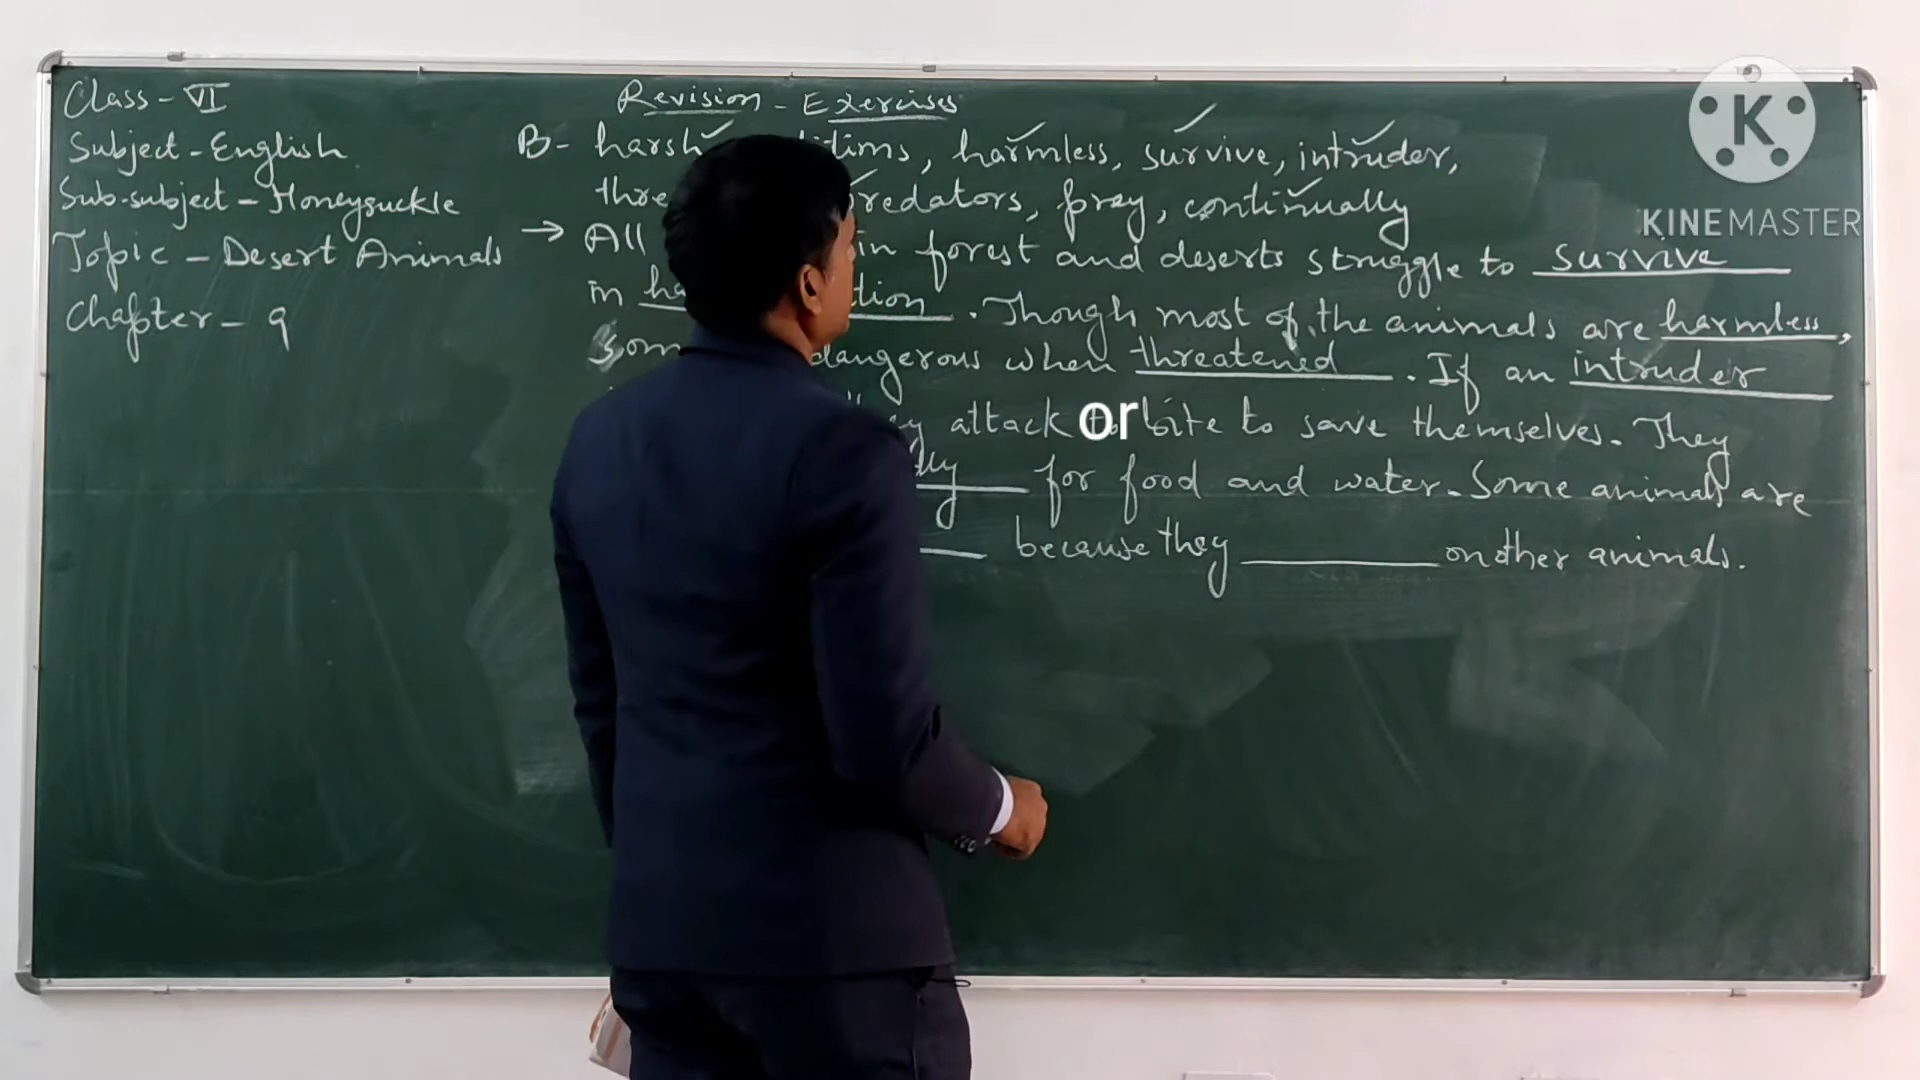 Class - VI
Subject - English
Sub-subject - Honeysuckle
Topic - Desert Animals
Chapter - 9
Revision - Exercises
B - harsh , harmless, survive, intruder,
predators, prey, continually
→ All in forest and deserts struggle to survive
in . Though most of the animals are harmless,
dangerous when threatened . If an intruder
attack or bite to save themselves. They
for food and water. Some animals are
because they ______ on other animals.
K
KINEMASTER